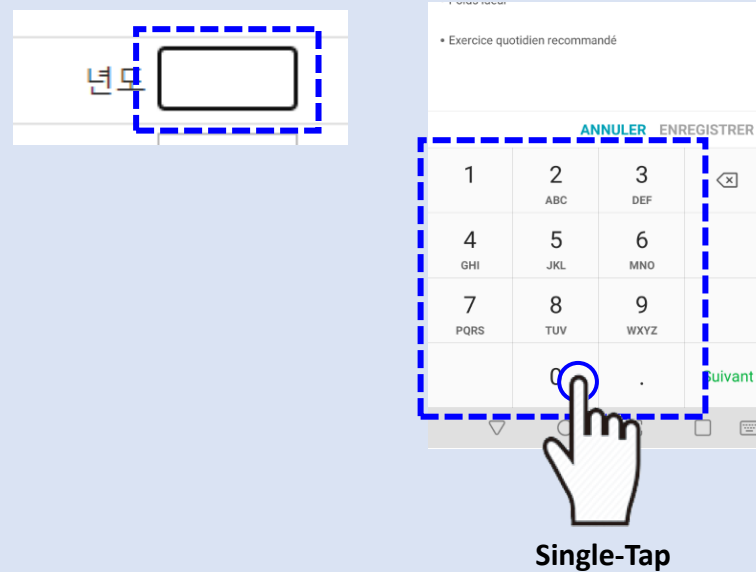 년도
• Exercice quotidien recommandé
ANNULER ENREGISTRER
1 2 3
ABC DEF
4 5 6
GHI JKL MNO
7 8 9
PQRS TUV WXYZ
0 . Suivant
Single-Tap